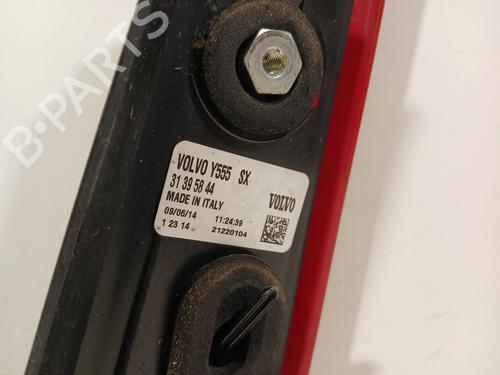 B-PARTS
VOLVO Y555 SX
31 39 58 44
MADE IN ITALY
VOLVO
09/06/14 11:24:39
1 23 14 21220104